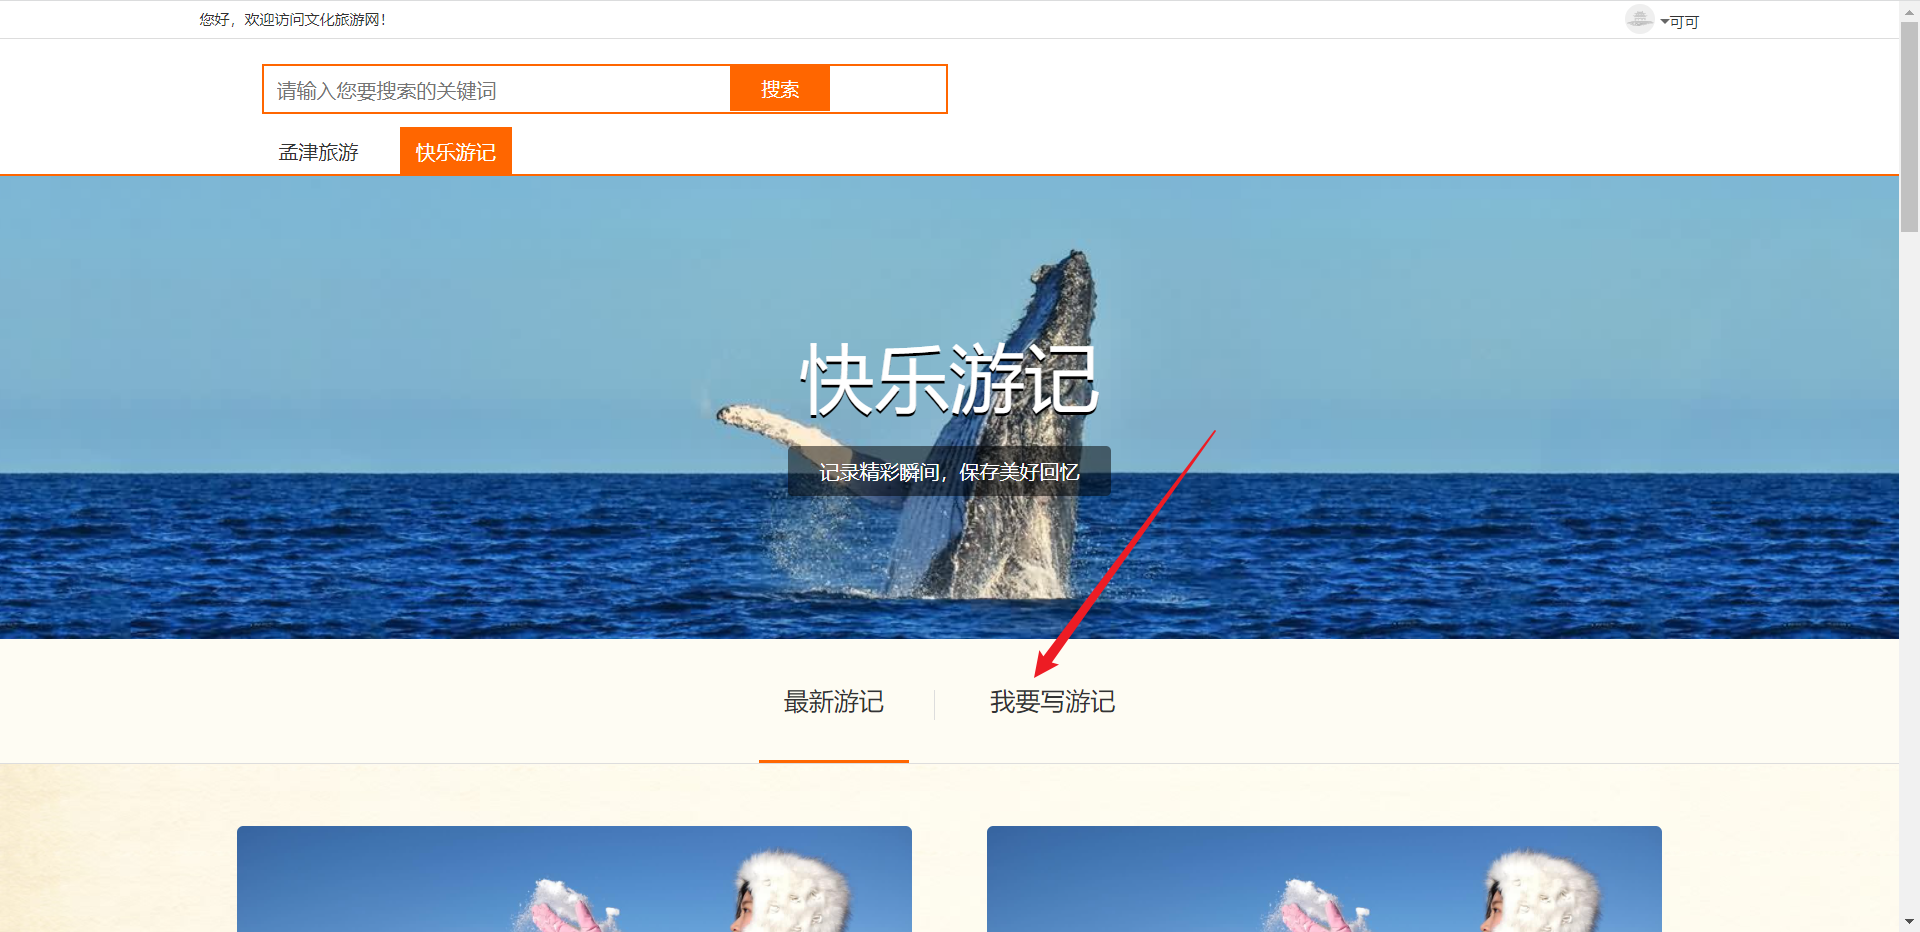 您好，欢迎访问文化旅游网！
可可
请输入您要搜索的关键词
搜索
孟津旅游
快乐游记
快乐游记
记录精彩瞬间，保存美好回忆
最新游记
我要写游记